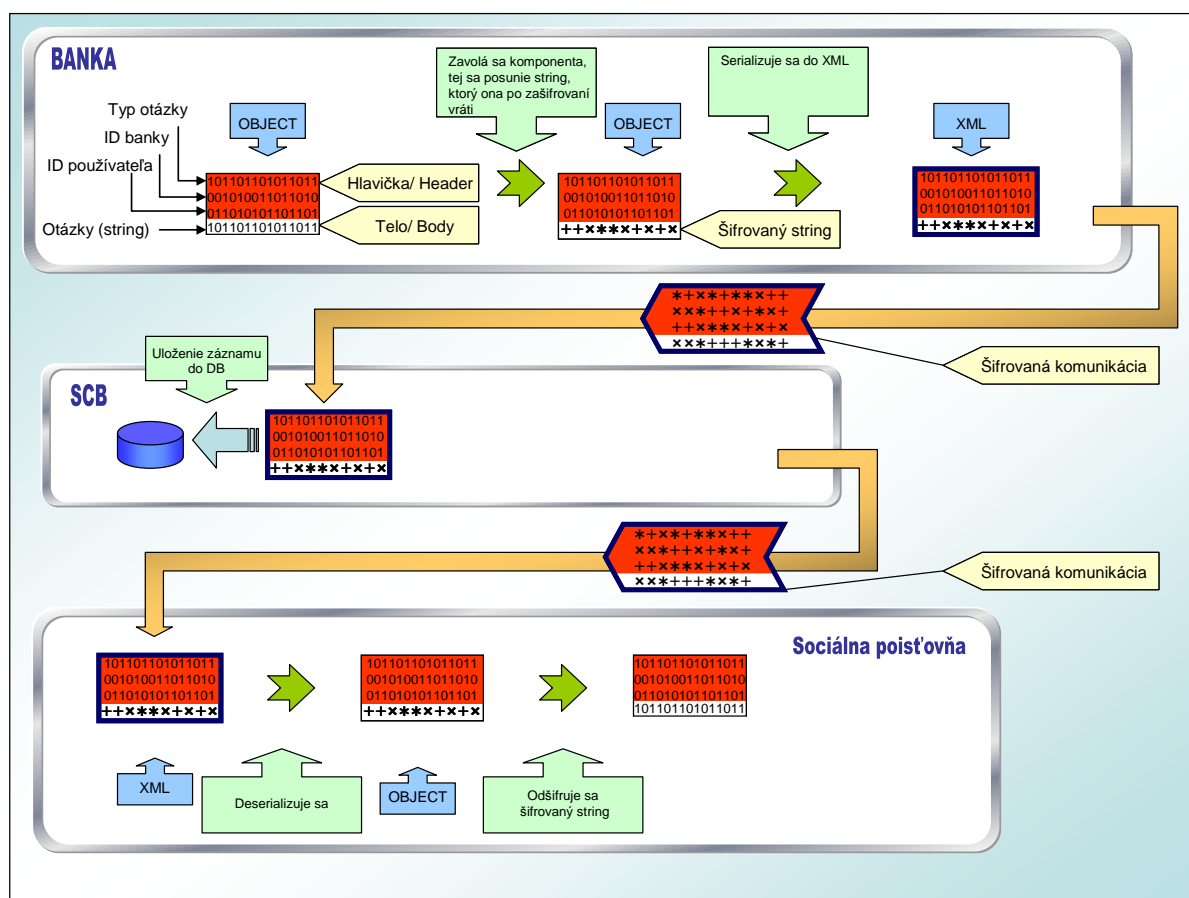 BANKA
Zavolá sa komponenta,
tej sa posunie string,
ktorý ona po zašifrovaní
vráti
Serializuje sa do XML
Typ otázky
ID banky
ID používateľa
Otázky (string)
OBJECT
101101101011011
001010011011010
011010101101101
101101101011011
Hlavička/ Header
Telo/ Body
OBJECT
101101101011011
001010011011010
011010101101101
++×**×+×+×
Šifrovaný string
XML
101101101011011
001010011011010
011010101101101
++×**×+×+×
*+×*+**×++
××*++×+*×+
++××**×+×+×
××*+++*××+
Šifrovaná komunikácia
Uloženie záznamu
do DB
SCB
101101101011011
001010011011010
011010101101101
++×**×+×+×
*+×*+**×++
××*++×+*×+
++××**×+×+×
××*+++*××+
Šifrovaná komunikácia
Sociálna poisťovňa
101101101011011
001010011011010
011010101101101
++×**×+×+×
101101101011011
001010011011010
011010101101101
++×**×+×+×
101101101011011
001010011011010
011010101101101
101101101011011
XML
Deserializuje sa
OBJECT
Odšifruje sa
šifrovaný string